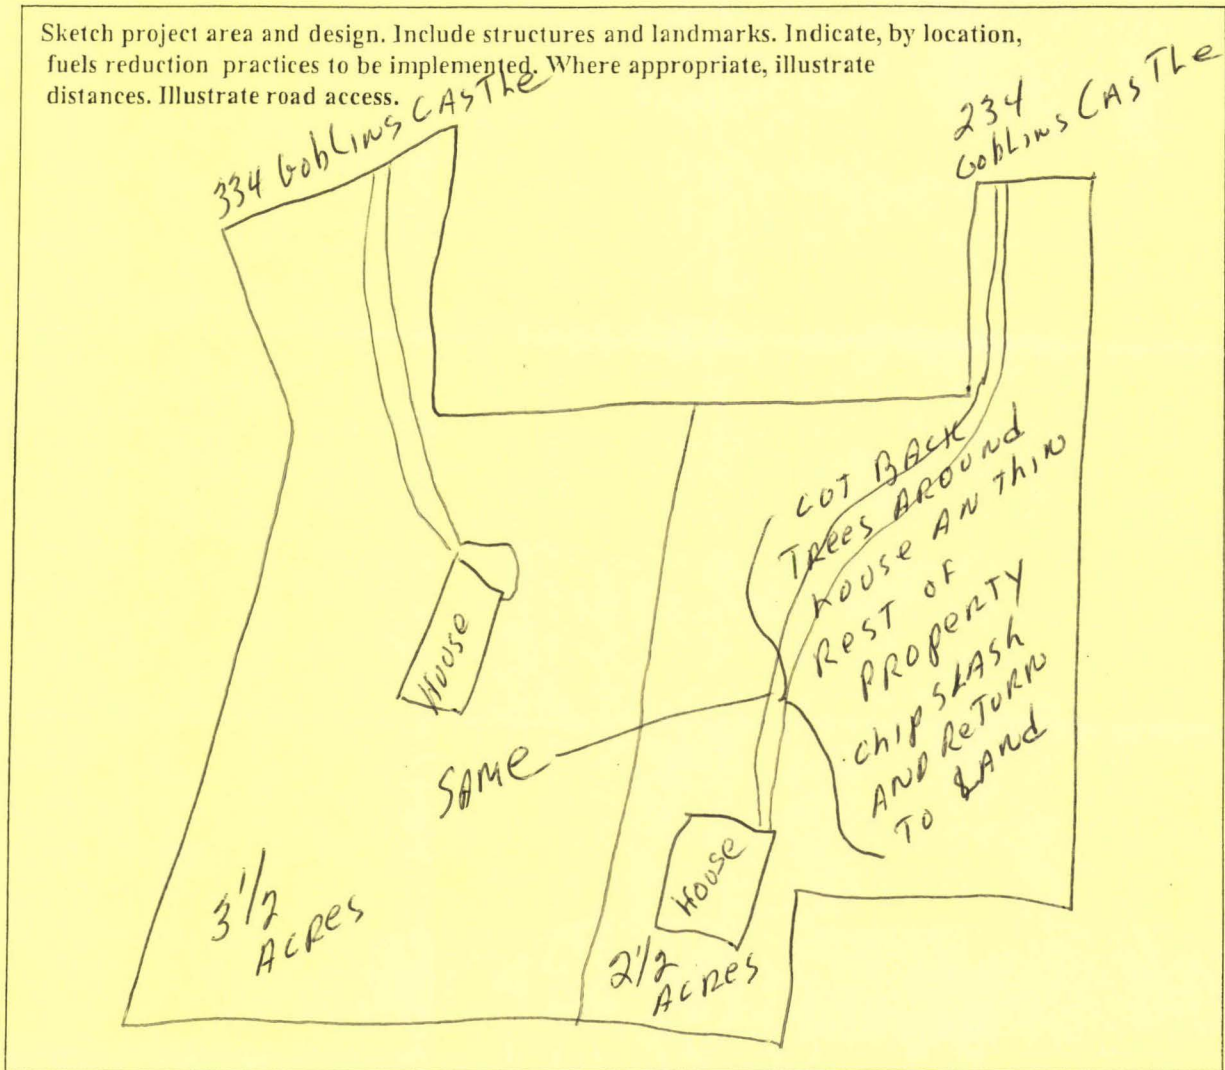 Sketch project area and design. Include structures and landmarks. Indicate, by location,
fuels reduction practices to be implemented. Where appropriate, illustrate
distances. Illustrate road access.
334 GobLiNS CASTLe
234
GobLiNS CASTLe
CUT BACK
TRees AROUNd
House AN ThiN
ReST OF
PROPeRTY
chip SLASH
AND ReTURN
TO LANd
House
SAMe
House
3 1/2
ACRes
2 1/2
ACRes